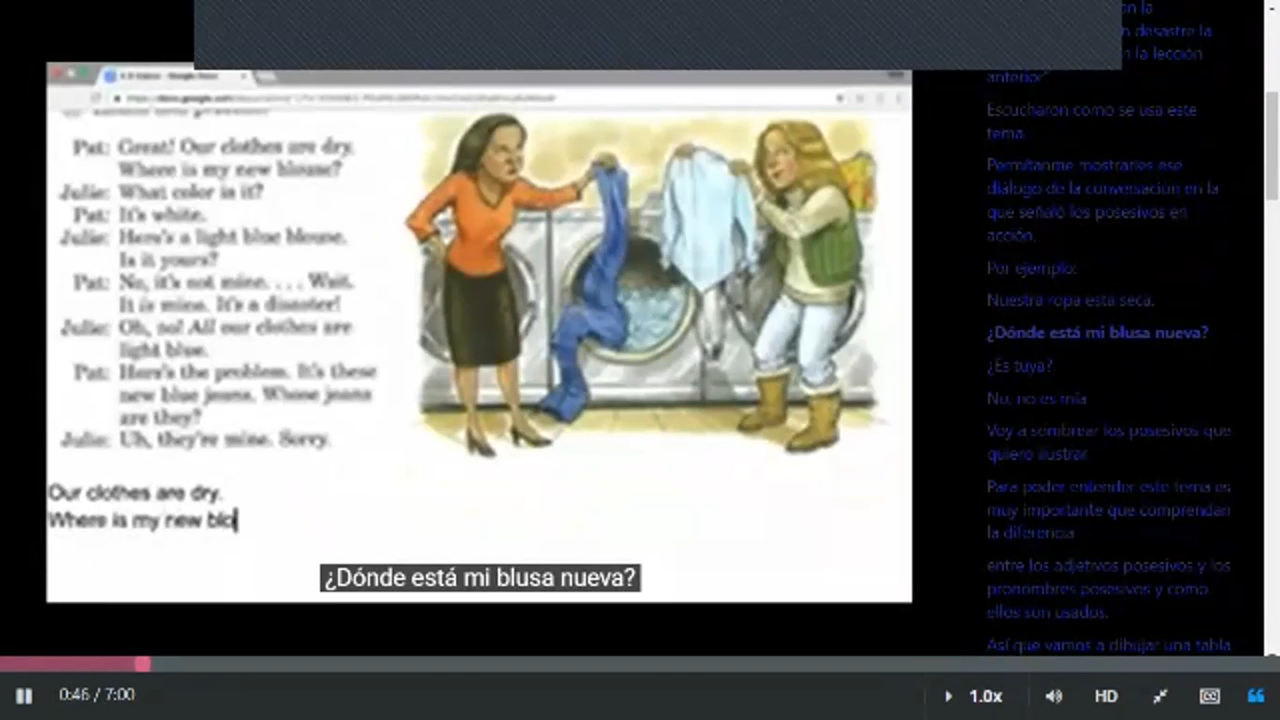 Pat: Great! Our clothes are dry.
Where is my new blouse?
Julie: What color is it?
Pat: It's white.
Julie: Here's a light blue blouse.
Is it yours?
Pat: No, it's not mine. . . . Wait.
It is mine. It's a disaster!
Julie: Oh, no! All our clothes are
light blue.
Pat: Here's the problem. It's these
new blue jeans. Whose jeans
are they?
Julie: Uh, they're mine. Sorry.
Our clothes are dry.
Where is my new blo
¿Dónde está mi blusa nueva?
desastre la
la lección
anterior"
Escucharon como se usa este
tema.
Permítanme mostrarles ese
diálogo de la conversación en la
que señaló los posesivos en
acción.
Por ejemplo:
Nuestra ropa está seca.
¿Dónde está mi blusa nueva?
¿Es tuya?
No, no es mía
Voy a sombrear los posesivos que
quiero ilustrar
Para poder entender este tema es
muy importante que comprendan
la diferencia
entre los adjetivos posesivos y los
pronombres posesivos y como
ellos son usados.
Así que vamos a dibujar una tabla
0:46 / 7:00
1.0x
HD